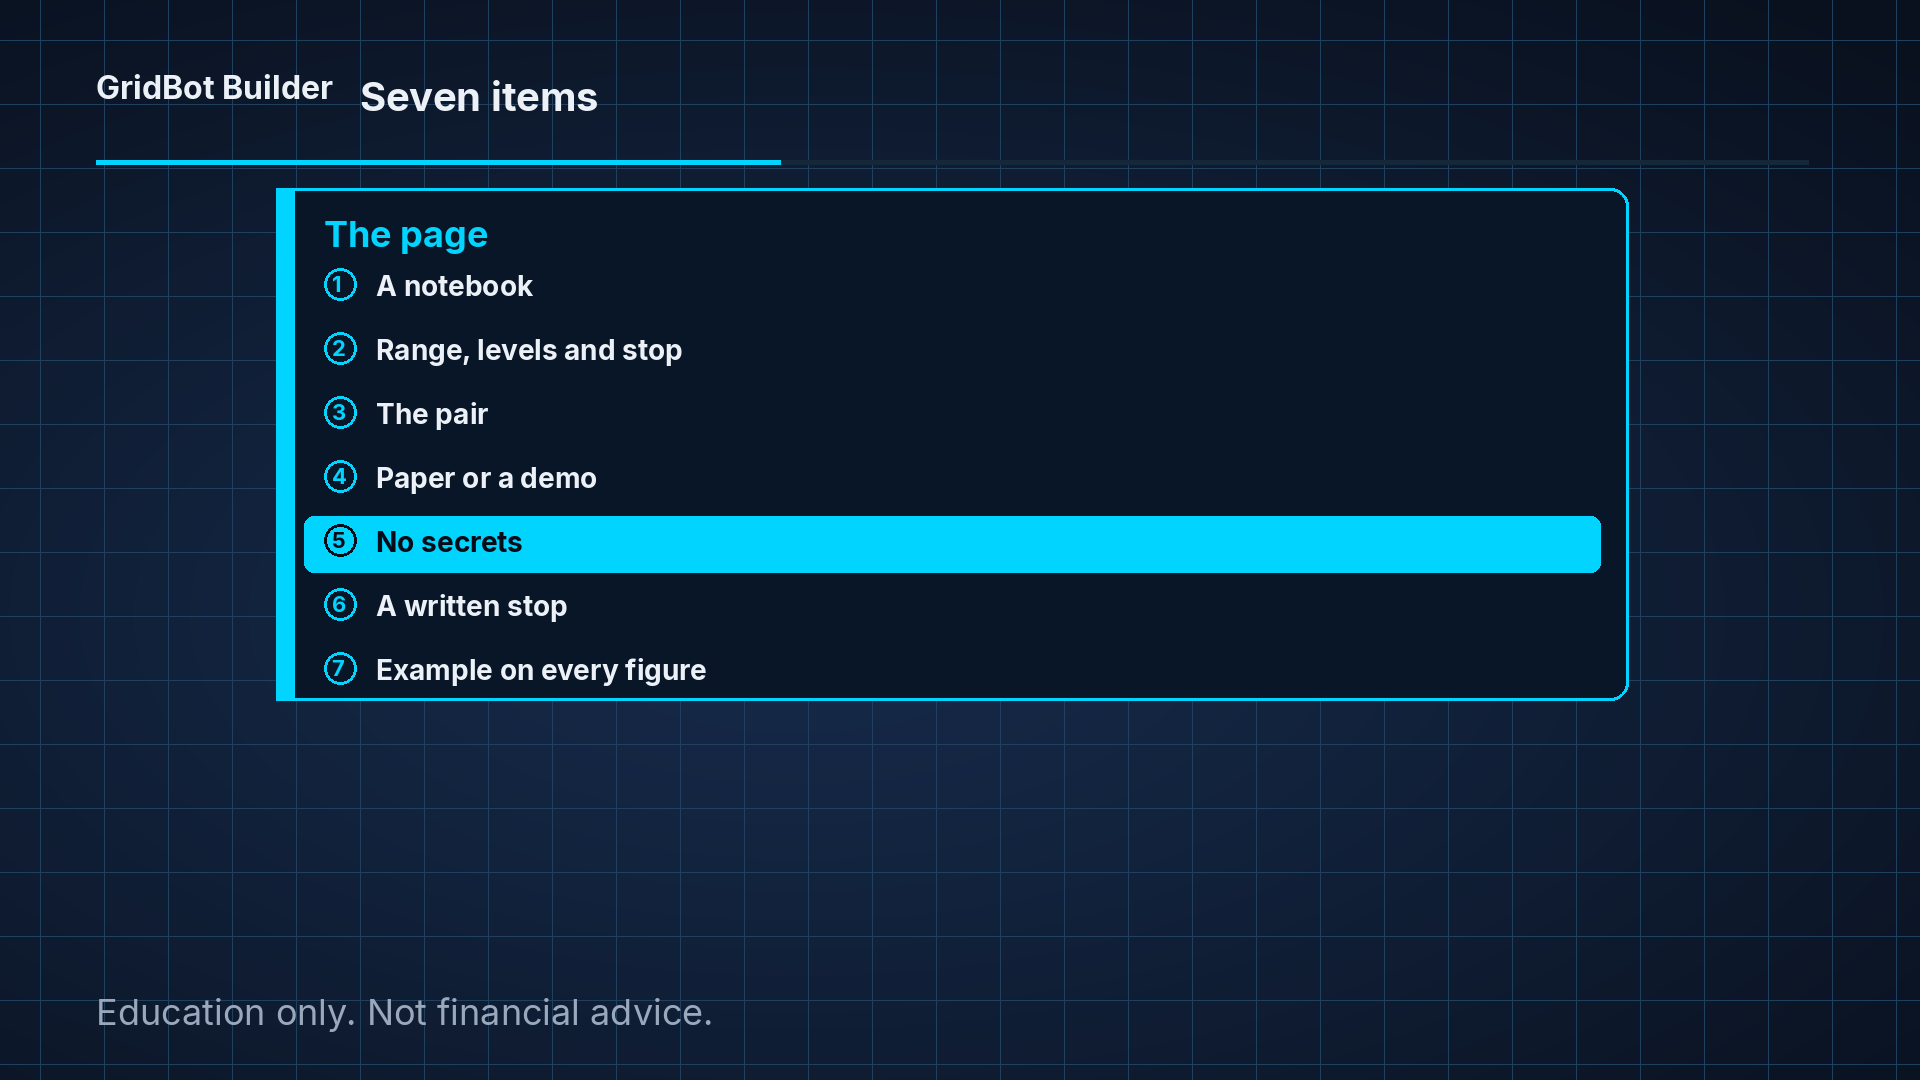 GridBot Builder
Seven items
The page
1 A notebook
2 Range, levels and stop
3 The pair
4 Paper or a demo
5 No secrets
6 A written stop
7 Example on every figure
Education only. Not financial advice.